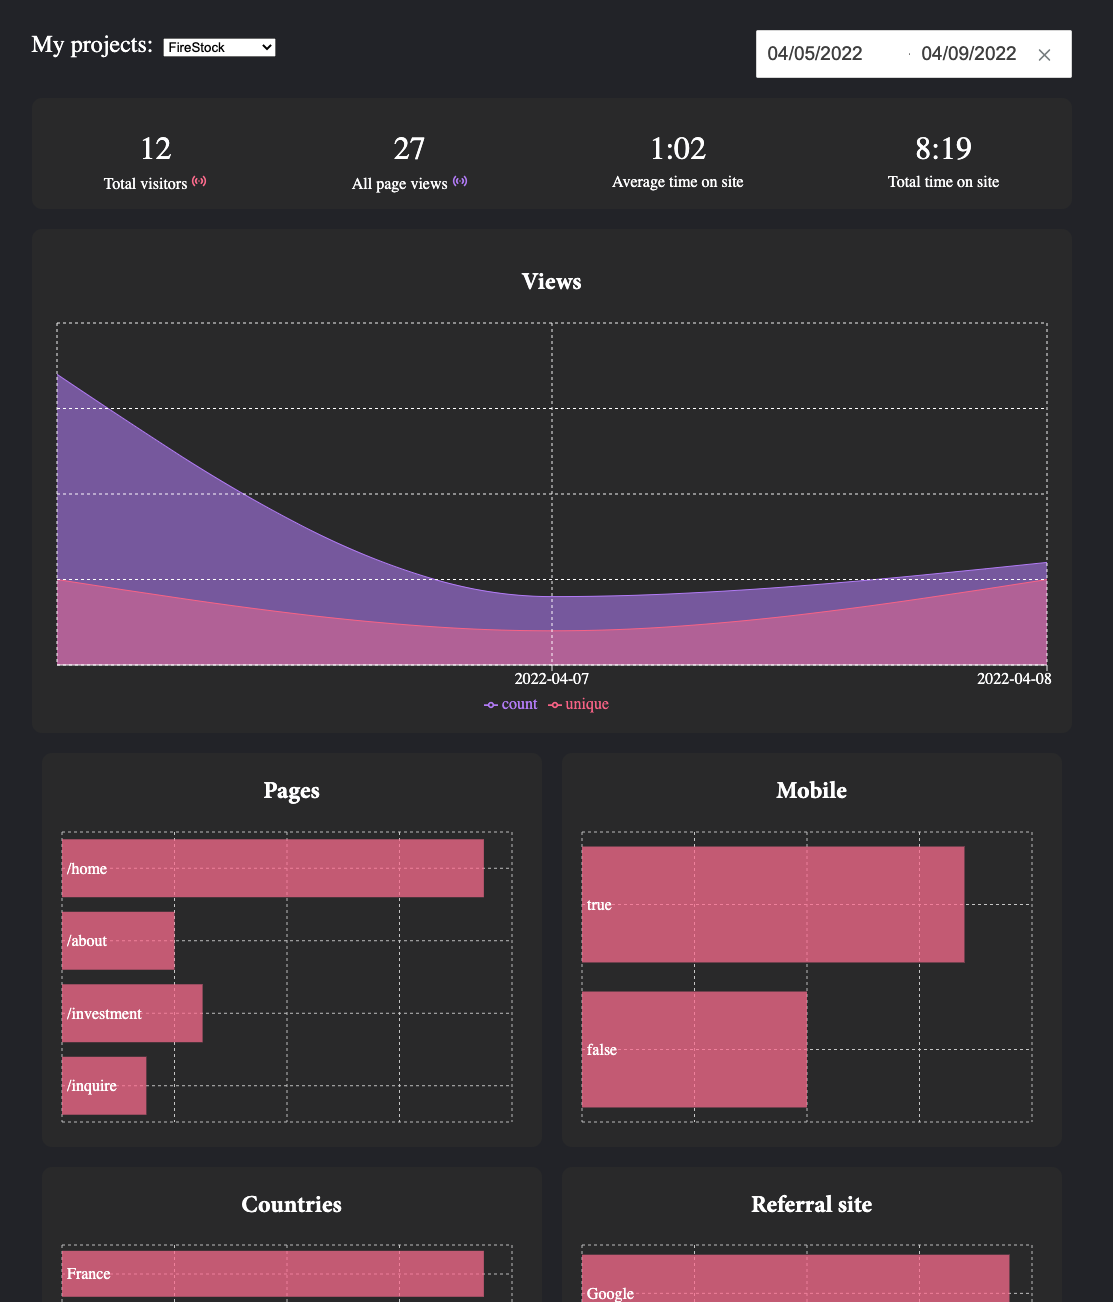 My projects: FireStock
04/05/2022 · 04/09/2022
12
Total visitors
27
All page views
1:02
Average time on site
8:19
Total time on site
Views
2022-04-07
2022-04-08
count unique
Pages
/home
/about
/investment
/inquire
Mobile
true
false
Countries
France
Referral site
Google